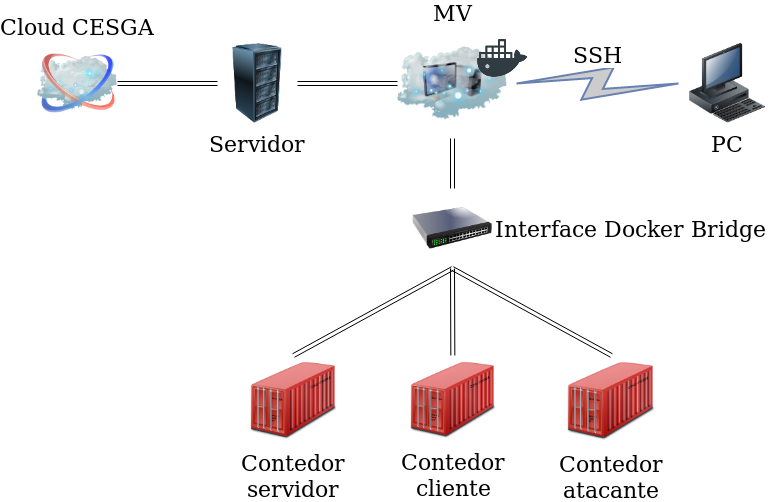 Cloud CESGA
MV
SSH
Servidor
PC
Interface Docker Bridge
Contedor
servidor
Contedor
cliente
Contedor
atacante